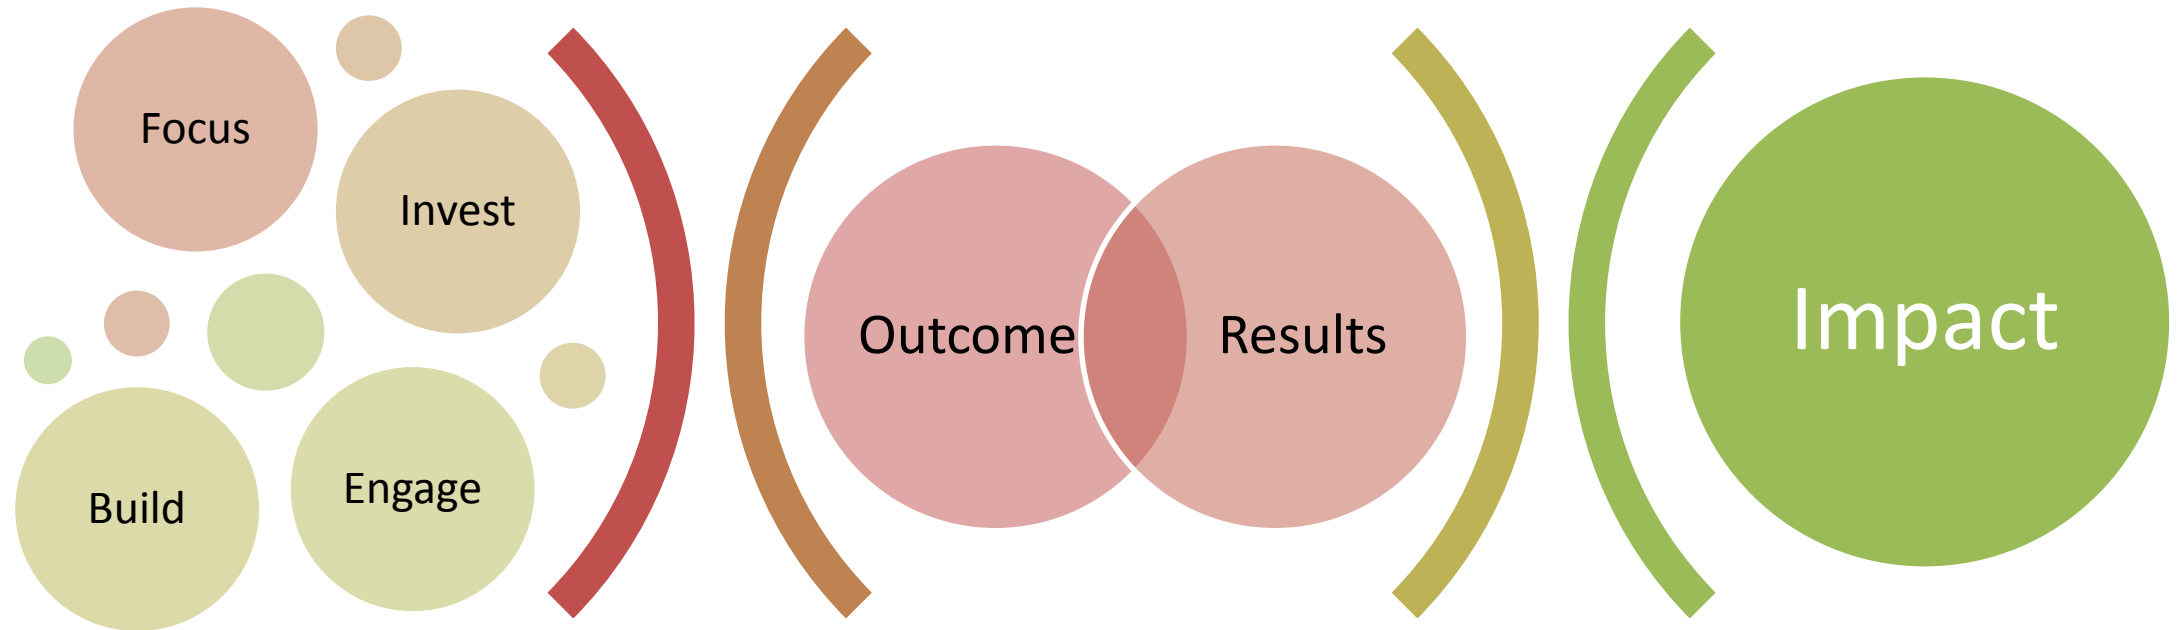 Focus
Invest
Build
Engage
Outcome
Results
Impact